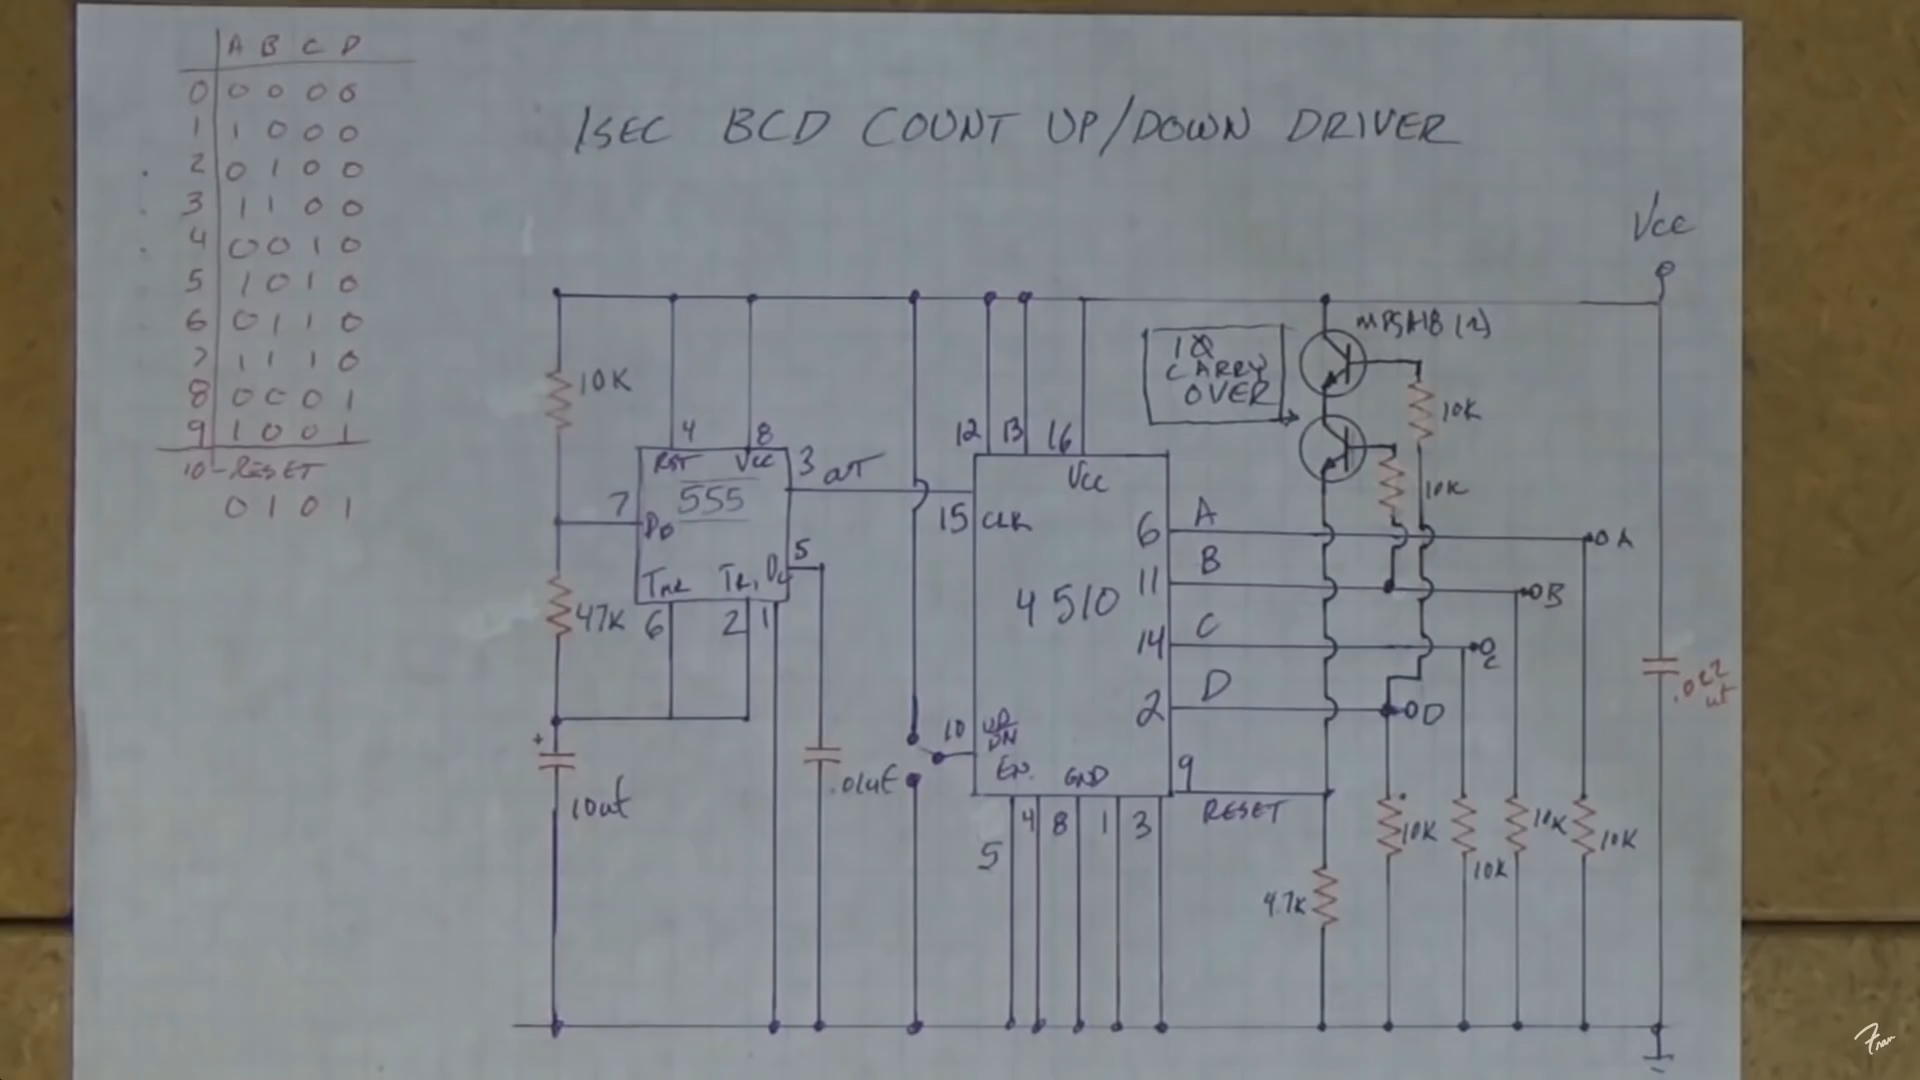 A B C D
0 0 0 0 0
1 1 0 0 0
2 0 1 0 0
3 1 1 0 0
4 0 0 1 0
5 1 0 1 0
6 0 1 1 0
7 1 1 1 0
8 0 0 0 1
9 1 0 0 1
10-RESET
0 1 0 1
1SEC BCD COUNT UP/DOWN DRIVER
Vcc
MPSA18 (2)
10
CARRY
OVER
10K
10K
10K
4 8
RST Vcc
3 OUT
555
7
5
47K
6 2 1
+
10uf
.01uf
12 13 16
Vcc
15 CLK
4510
6 A
11 B
14 C
2 D
10 UP
DN
EN. GND
9
RESET
5 4 8 1 3
A
B
C
D
4.7K
10K
10K
10K
10K
.022
uf
Fran